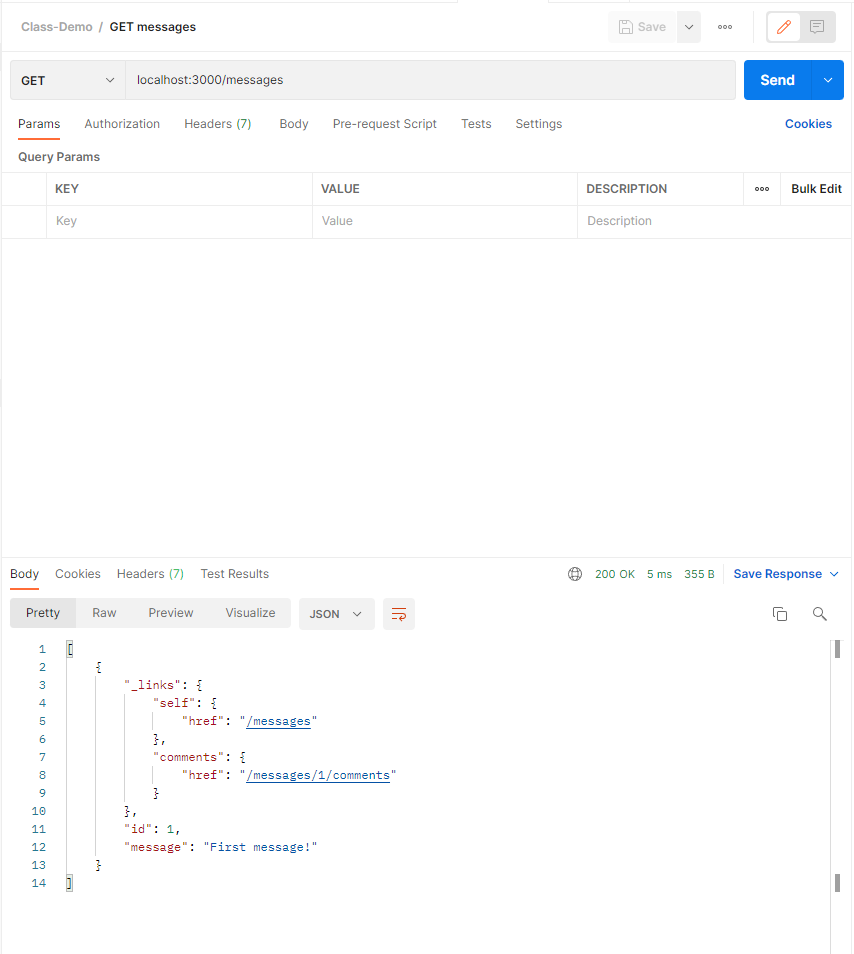 Class-Demo / GET messages Save ooo
GET localhost:3000/messages Send
Params Authorization Headers (7) Body Pre-request Script Tests Settings Cookies
Query Params
KEY VALUE DESCRIPTION ooo Bulk Edit
Key Value Description
Body Cookies Headers (7) Test Results 200 OK 5 ms 355 B Save Response
Pretty Raw Preview Visualize JSON
1 [
2 {
3 "_links": {
4 "self": {
5 "href": "/messages"
6 },
7 "comments": {
8 "href": "/messages/1/comments"
9 }
10 },
11 "id": 1,
12 "message": "First message!"
13 }
14 ]